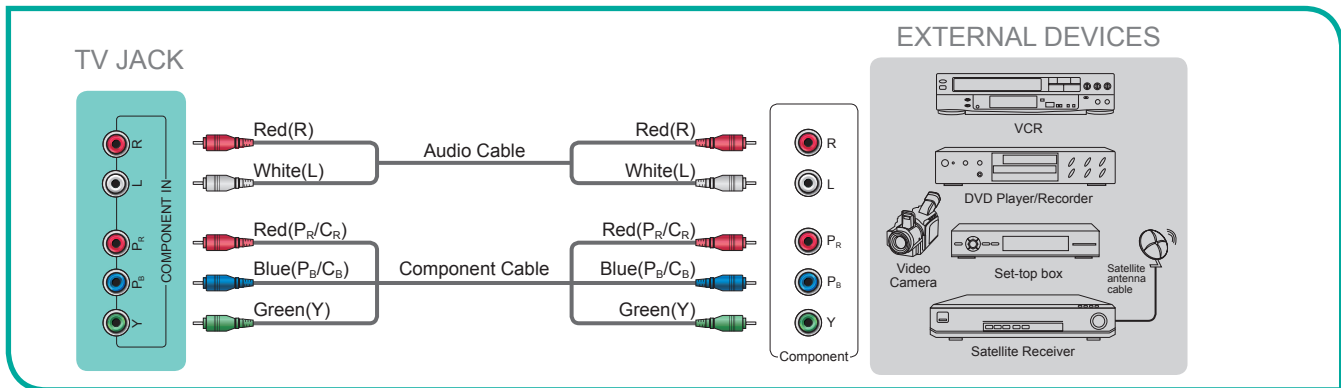 TV JACK
R
L
COMPONENT IN
PR
PB
Y
Red(R)
White(L)
Audio Cable
Red(R)
White(L)
Red(PR/CR)
Blue(PB/CB)
Green(Y)
Component Cable
Red(PR/CR)
Blue(PB/CB)
Green(Y)
R
L
PR
PB
Y
Component
EXTERNAL DEVICES
VCR
DVD Player/Recorder
Video
Camera
Set-top box
Satellite
antenna
cable
Satellite Receiver